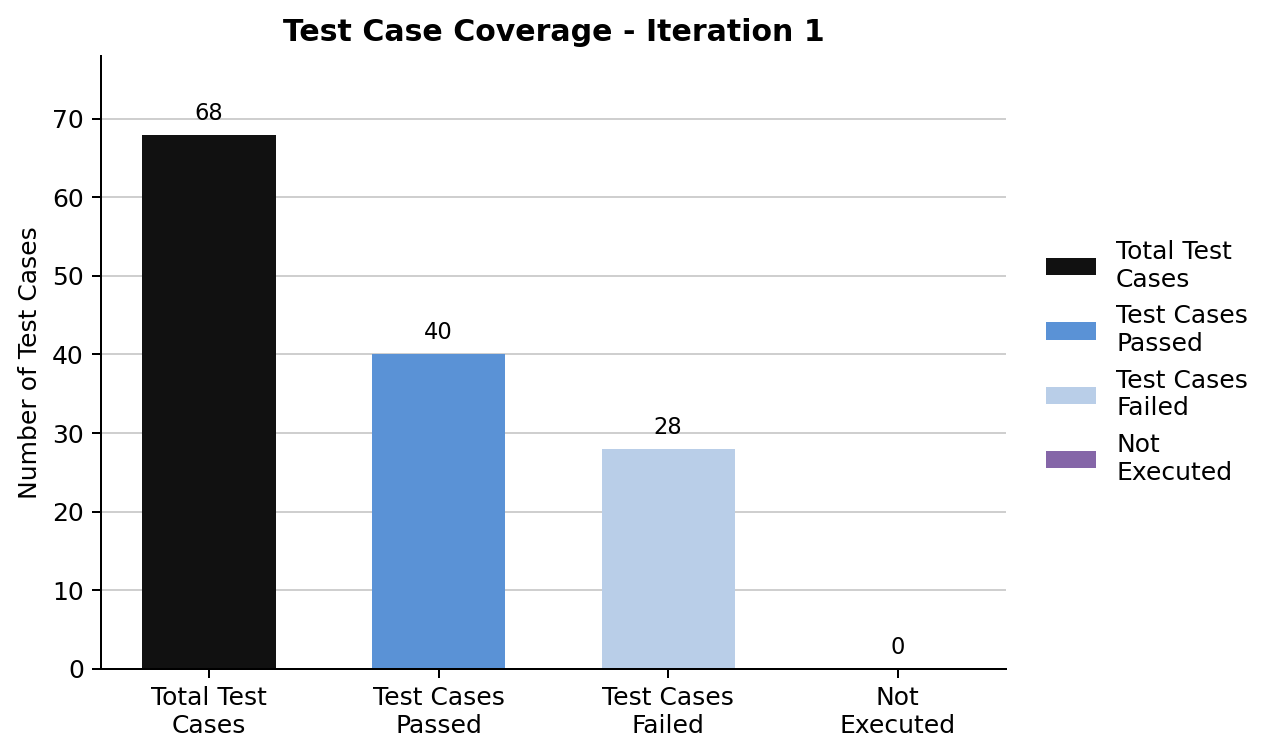 Test Case Coverage - Iteration 1
Number of Test Cases
70
60
50
40
30
20
10
0
68
40
28
0
Total Test
Cases
Test Cases
Passed
Test Cases
Failed
Not
Executed
Total Test
Cases
Test Cases
Passed
Test Cases
Failed
Not
Executed